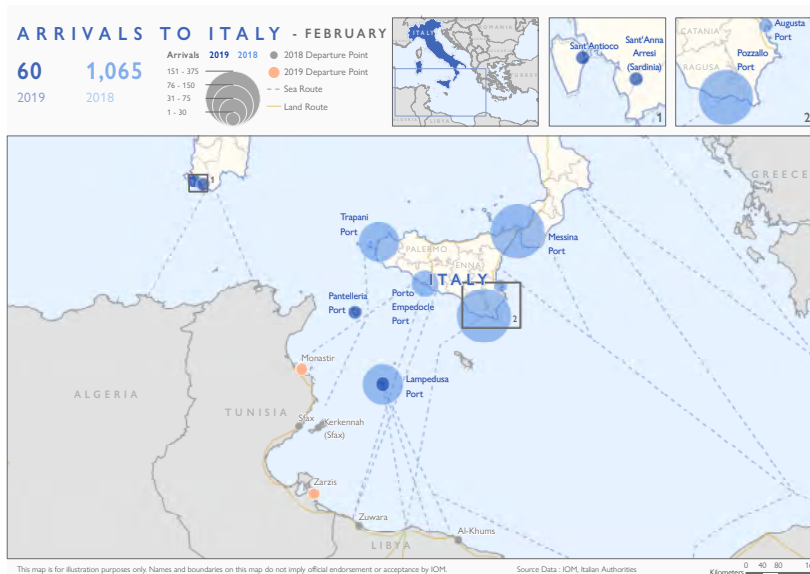 ARRIVALS TO ITALY - FEBRUARY
60
1,065
2019
2018
Arrivals 2019 2018
151 - 375
76 - 150
31 - 75
1 - 30
2018 Departure Point
2019 Departure Point
Sea Route
Land Route
ITALY
ROMANIA
ALGERIA
LIBYA
Sant'Antioco
Sant'Anna
Arresi
(Sardinia)
1
CATANIA
RAGUSA
Augusta
Port
Pozzallo
Port
2
1
GREECE
Trapani
Port
PALERMO
ENNA
ITALY
Messina
Port
Pantelleria
Port
Porto
Empedocle
Port
2
Monastir
Lampedusa
Port
ALGERIA
TUNISIA
Sfax
Kerkennah
(Sfax)
Zarzis
Zuwara
Al-Khums
LIBYA
This map is for illustration purposes only. Names and boundaries on this map do not imply official endorsement or acceptance by IOM.
Source Data : IOM, Italian Authorities
Kilometers
0 40 80